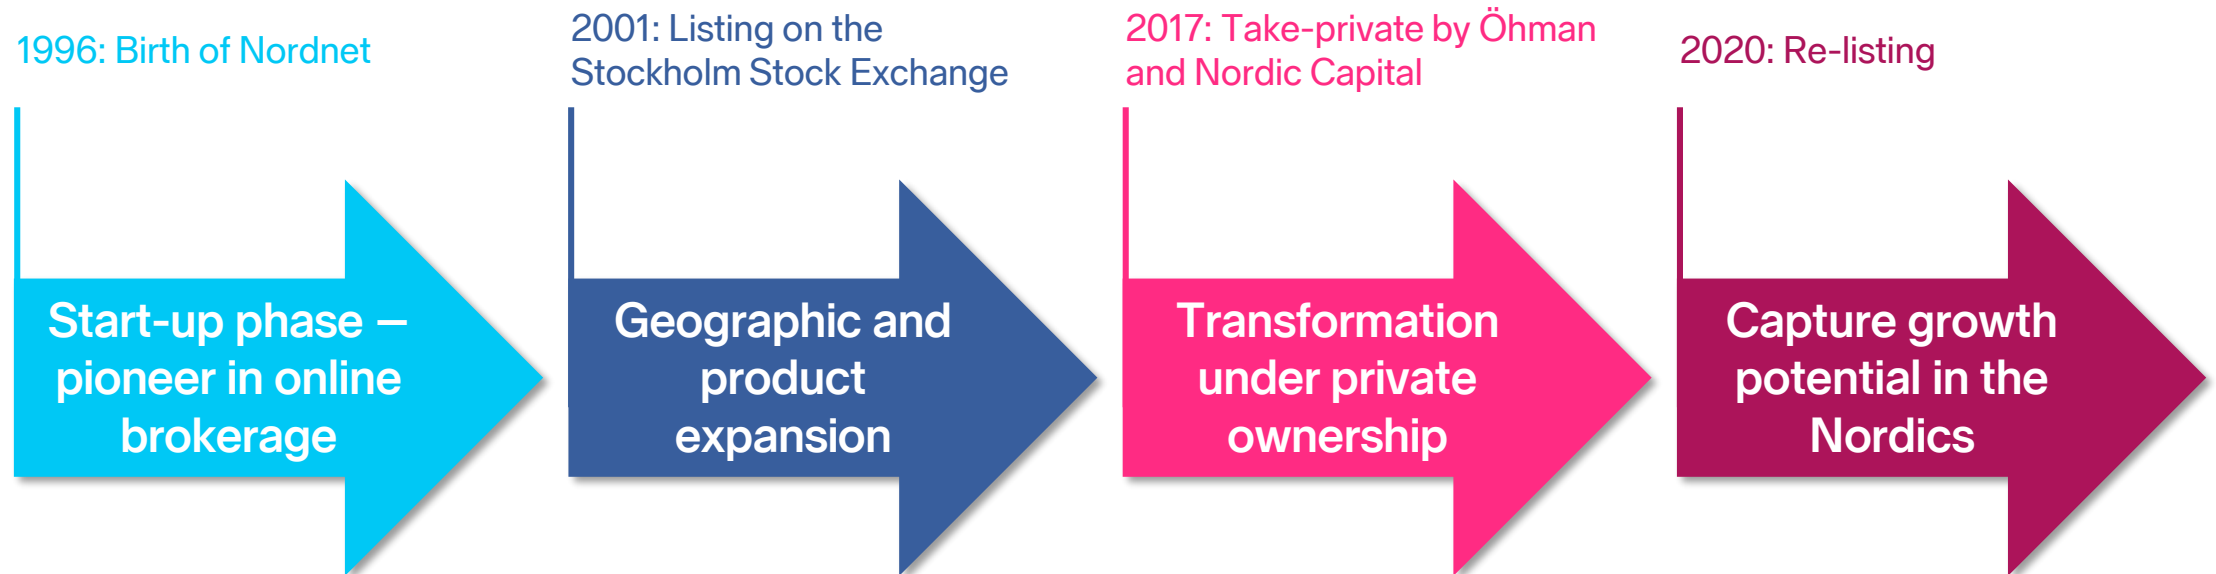 1996: Birth of Nordnet
Start-up phase –
pioneer in online
brokerage
2001: Listing on the
Stockholm Stock Exchange
Geographic and
product
expansion
2017: Take-private by Öhman
and Nordic Capital
Transformation
under private
ownership
2020: Re-listing
Capture growth
potential in the
Nordics